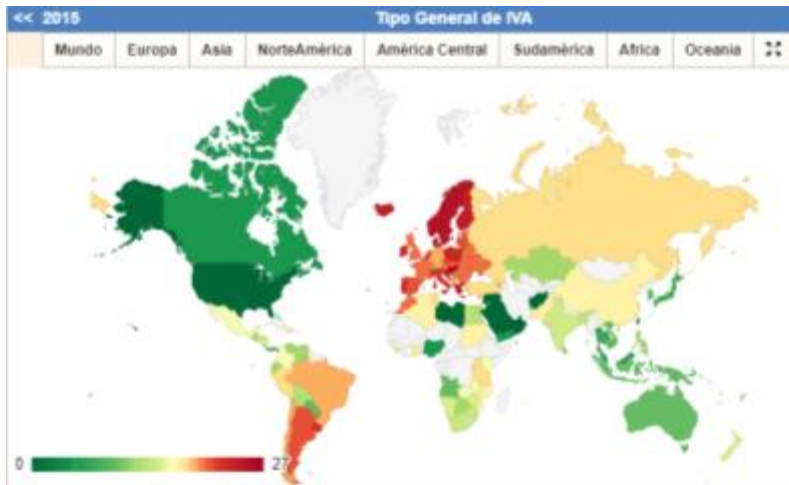 << 2015 Tipo General de IVA
Mundo Europa Asia NorteAmérica América Central Sudamérica Africa Oceania
0 27